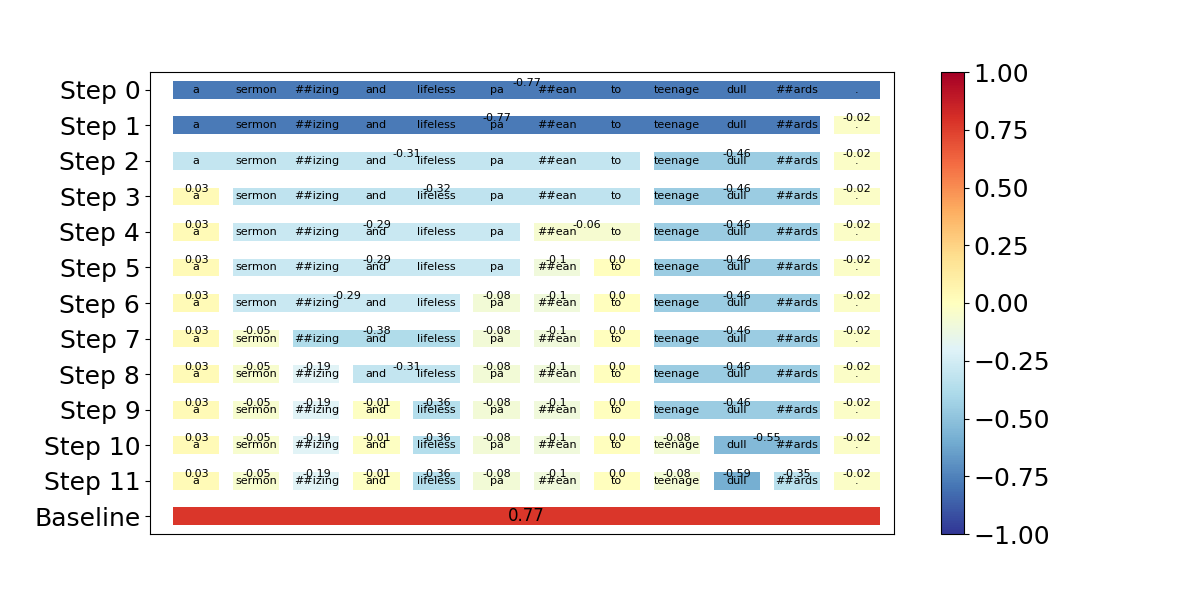 Step 0 a sermon ##izing and lifeless pa -0.77 ##ean to teenage dull ##ards .
Step 1 a sermon ##izing and lifeless pa -0.77 ##ean to teenage dull ##ards . -0.02
Step 2 a sermon ##izing and -0.31 lifeless pa ##ean to teenage dull -0.46 ##ards . -0.02
Step 3 a 0.03 sermon ##izing and lifeless -0.32 pa ##ean to teenage dull -0.46 ##ards . -0.02
Step 4 a 0.03 sermon ##izing and -0.29 lifeless pa ##ean -0.06 to teenage dull -0.46 ##ards . -0.02
Step 5 a 0.03 sermon ##izing and -0.29 lifeless pa ##ean -0.1 to 0.0 teenage dull -0.46 ##ards . -0.02
Step 6 a 0.03 sermon ##izing -0.29 and lifeless pa -0.08 ##ean -0.1 to 0.0 teenage dull -0.46 ##ards . -0.02
Step 7 a 0.03 sermon -0.05 ##izing and -0.38 lifeless pa -0.08 ##ean -0.1 to 0.0 teenage dull -0.46 ##ards . -0.02
Step 8 a 0.03 sermon -0.05 ##izing -0.19 and -0.31 lifeless pa -0.08 ##ean -0.1 to 0.0 teenage dull -0.46 ##ards . -0.02
Step 9 a 0.03 sermon -0.05 ##izing -0.19 and -0.01 lifeless -0.36 pa -0.08 ##ean -0.1 to 0.0 teenage dull -0.46 ##ards . -0.02
Step 10 a 0.03 sermon -0.05 ##izing -0.19 and -0.01 lifeless -0.36 pa -0.08 ##ean -0.1 to 0.0 teenage -0.08 dull -0.55 ##ards . -0.02
Step 11 a 0.03 sermon -0.05 ##izing -0.19 and -0.01 lifeless -0.36 pa -0.08 ##ean -0.1 to 0.0 teenage -0.08 dull -0.59 ##ards -0.35 . -0.02
Baseline 0.77
1.00
0.75
0.50
0.25
0.00
−0.25
−0.50
−0.75
−1.00